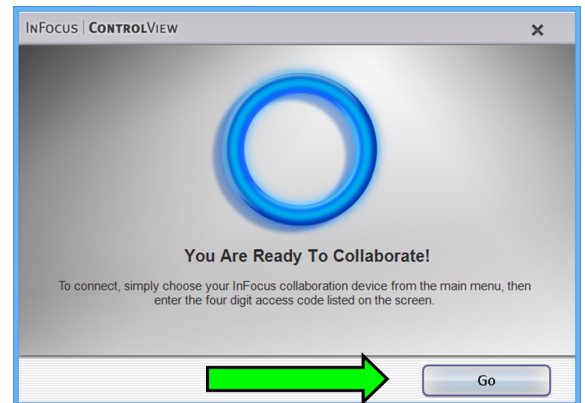 INFOCUS | CONTROLVIEW
You Are Ready To Collaborate!
To connect, simply choose your InFocus collaboration device from the main menu, then
enter the four digit access code listed on the screen.
Go